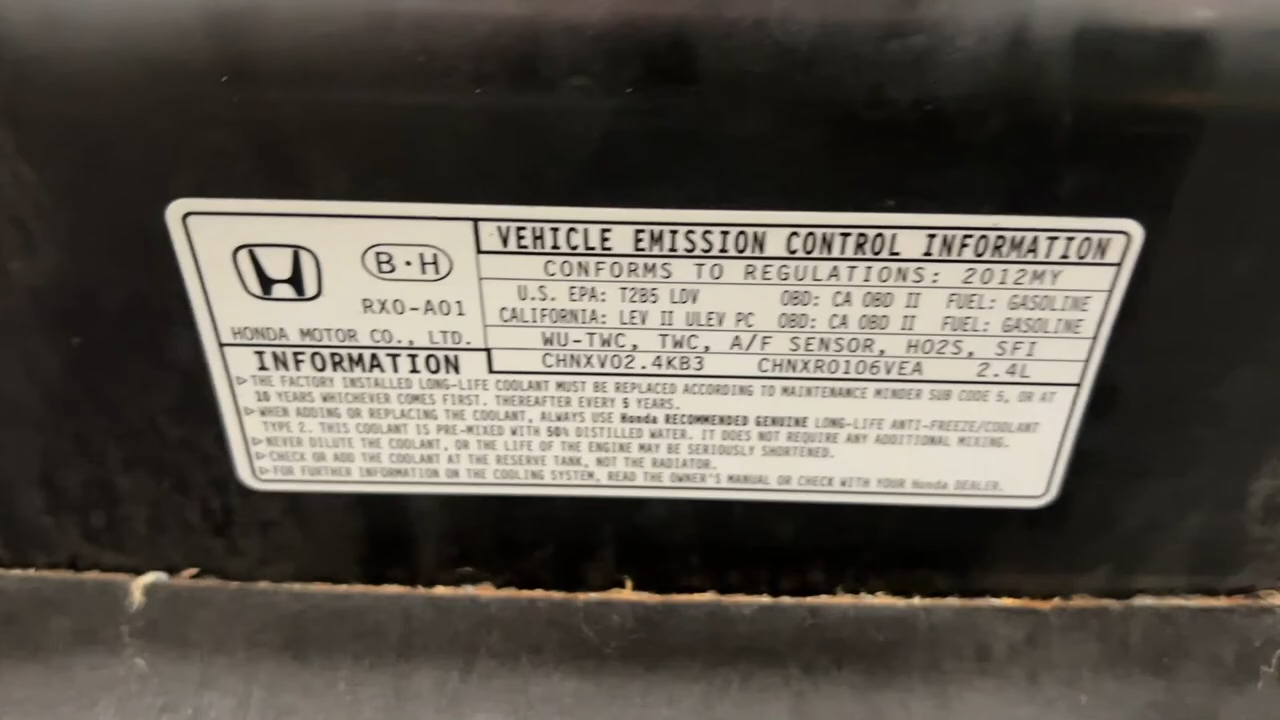 VEHICLE EMISSION CONTROL INFORMATION
B·H
CONFORMS TO REGULATIONS: 2012MY
RX0-A01
U.S. EPA: T2B5 LDV OBD: CA OBD II FUEL: GASOLINE
CALIFORNIA: LEV II ULEV PC OBD: CA OBD II FUEL: GASOLINE
HONDA MOTOR CO., LTD.
WU-TWC, TWC, A/F SENSOR, HO2S, SFI
INFORMATION
CHNXV02.4KB3 CHNXR0106VEA 2.4L
▷THE FACTORY INSTALLED LONG-LIFE COOLANT MUST BE REPLACED ACCORDING TO MAINTENANCE MINDER SUB CODE 5, OR AT
10 YEARS WHICHEVER COMES FIRST. THEREAFTER EVERY 5 YEARS.
▷WHEN ADDING OR REPLACING THE COOLANT, ALWAYS USE Honda RECOMMENDED GENUINE LONG-LIFE ANTI-FREEZE/COOLANT
TYPE 2. THIS COOLANT IS PRE-MIXED WITH 50% DISTILLED WATER. IT DOES NOT REQUIRE ANY ADDITIONAL MIXING.
▷NEVER DILUTE THE COOLANT, OR THE LIFE OF THE ENGINE MAY BE SERIOUSLY SHORTENED.
▷CHECK OR ADD THE COOLANT AT THE RESERVE TANK, NOT THE RADIATOR.
▷FOR FURTHER INFORMATION ON THE COOLING SYSTEM, READ THE OWNER'S MANUAL OR CHECK WITH YOUR Honda DEALER.